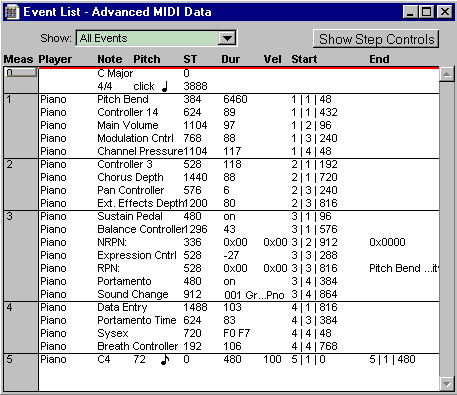 Event List - Advanced MIDI Data
Show: All Events Show Step Controls
Meas Player Note Pitch ST Dur Vel Start End
0 C Major 0
4/4 click ♩ 3888
1 Piano Pitch Bend 384 6460 1 | 1 | 48
Piano Controller 14 624 89 1 | 1 | 432
Piano Main Volume 1104 97 1 | 2 | 96
Piano Modulation Cntrl 768 88 1 | 3 | 240
Piano Channel Pressure 1104 117 1 | 4 | 48
2 Piano Controller 3 528 118 2 | 1 | 192
Piano Chorus Depth 1440 88 2 | 1 | 720
Piano Pan Controller 576 6 2 | 3 | 240
Piano Ext. Effects Depth 1200 80 2 | 3 | 816
3 Piano Sustain Pedal 480 on 3 | 1 | 96
Piano Balance Controller 1296 43 3 | 1 | 576
Piano NRPN: 336 0x00 0x00 3 | 2 | 912 0x0000
Piano Expression Cntrl 528 -27 3 | 3 | 288
Piano RPN: 528 0x00 0x00 3 | 3 | 816 Pitch Bend ...it
Piano Portamento 480 on 3 | 4 | 384
Piano Sound Change 912 001 Gr...Pno 3 | 4 | 864
4 Piano Data Entry 1488 103 4 | 1 | 816
Piano Portamento Time 624 83 4 | 3 | 384
Piano Sysex 720 F0 F7 4 | 4 | 48
Piano Breath Controller 192 106 4 | 4 | 768
5 Piano C4 72 ♪ 0 480 100 5 | 1 | 0 5 | 1 | 480